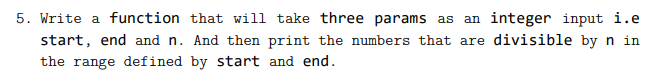 5. Write a function that will take three params as an integer input i.e
start, end and n. And then print the numbers that are divisible by n in
the range defined by start and end.